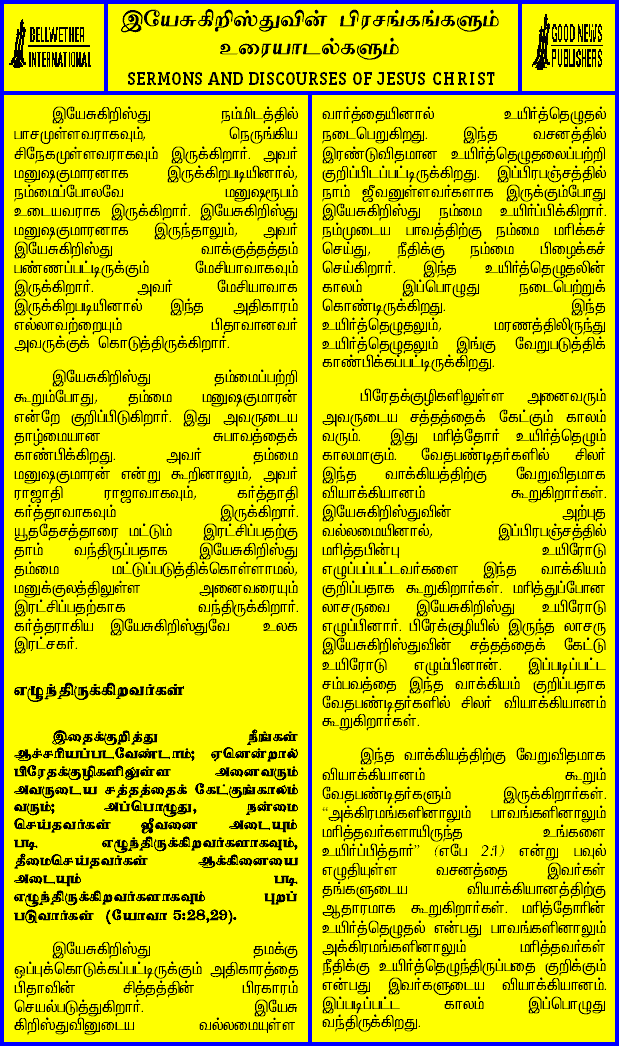 BELLWETHER
INTERNATIONAL
இயேசுகிறிஸ்துவின் பிரசங்கங்களும்
உரையாடல்களும்
SERMONS AND DISCOURSES OF JESUS CHRIST
GOOD NEWS
PUBLISHERS
இயேசுகிறிஸ்து நம்மிடத்தில்
பாசமுள்ளவராகவும், நெருங்கிய
சிநேகமுள்ளவராகவும் இருக்கிறார். அவர்
மனுஷகுமாரனாக இருக்கிறபடியினால்,
நம்மைப்போலவே மனுஷரூபம்
உடையவராக இருக்கிறார். இயேசுகிறிஸ்து
மனுஷகுமாரனாக இருந்தாலும், அவர்
இயேசுகிறிஸ்து வாக்குத்தத்தம்
பண்ணப்பட்டிருக்கும் மேசியாவாகவும்
இருக்கிறார். அவர் மேசியாவாக
இருக்கிறபடியினால் இந்த அதிகாரம்
எல்லாவற்றையும் பிதாவானவர்
அவருக்குக் கொடுத்திருக்கிறார்.
இயேசுகிறிஸ்து தம்மைப்பற்றி
கூறும்போது, தம்மை மனுஷகுமாரன்
என்றே குறிப்பிடுகிறார். இது அவருடைய
தாழ்மையான சுபாவத்தைக்
காண்பிக்கிறது. அவர் தம்மை
மனுஷகுமாரன் என்று கூறினாலும், அவர்
ராஜாதி ராஜாவாகவும், கர்த்தாதி
கர்த்தாவாகவும் இருக்கிறார்.
யூததேசத்தாரை மட்டும் இரட்சிப்பதற்கு
தாம் வந்திருப்பதாக இயேசுகிறிஸ்து
தம்மை மட்டுப்படுத்திக்கொள்ளாமல்,
மனுக்குலத்திலுள்ள அனைவரையும்
இரட்சிப்பதற்காக வந்திருக்கிறார்.
கர்த்தராகிய இயேசுகிறிஸ்துவே உலக
இரட்சகர்.
எழுந்திருக்கிறவர்கள்
இதைக்குறித்து நீங்கள்
ஆச்சரியப்படவேண்டாம்; ஏனென்றால்
பிரேதக்குழிகளிலுள்ள அனைவரும்
அவருடைய சத்தத்தைக் கேட்குங்காலம்
வரும்; அப்பொழுது, நன்மை
செய்தவர்கள் ஜீவனை அடையும்
படி எழுந்திருக்கிறவர்களாகவும்,
தீமைசெய்தவர்கள் ஆக்கினையை
அடையும் படி
எழுந்திருக்கிறவர்களாகவும் புறப்
படுவார்கள் (யோவா 5:28,29).
இயேசுகிறிஸ்து தமக்கு
ஒப்புக்கொடுக்கப்பட்டிருக்கும் அதிகாரத்தை
பிதாவின் சித்தத்தின் பிரகாரம்
செயல்படுத்துகிறார். இயேசு
கிறிஸ்துவினுடைய வல்லமையுள்ள
வார்த்தையினால் உயிர்த்தெழுதல்
நடைபெறுகிறது. இந்த வசனத்தில்
இரண்டுவிதமான உயிர்த்தெழுதலைப்பற்றி
குறிப்பிடப்பட்டிருக்கிறது. இப்பிரபஞ்சத்தில்
நாம் ஜீவனுள்ளவர்களாக இருக்கும்போது
இயேசுகிறிஸ்து நம்மை உயிர்ப்பிக்கிறார்.
நம்முடைய பாவத்திற்கு நம்மை மரிக்கச்
செய்து, நீதிக்கு நம்மை பிழைக்கச்
செய்கிறார். இந்த உயிர்த்தெழுதலின்
காலம் இப்பொழுது நடைபெற்றுக்
கொண்டிருக்கிறது. இந்த
உயிர்த்தெழுதலும், மரணத்திலிருந்து
உயிர்த்தெழுதலும் இங்கு வேறுபடுத்திக்
காண்பிக்கப்பட்டிருக்கிறது.
பிரேதக்குழிகளிலுள்ள அனைவரும்
அவருடைய சத்தத்தைக் கேட்கும் காலம்
வரும். இது மரித்தோர் உயிர்த்தெழும்
காலமாகும். வேதபண்டிதர்களில் சிலர்
இந்த வாக்கியத்திற்கு வேறுவிதமாக
வியாக்கியானம் கூறுகிறார்கள்.
இயேசுகிறிஸ்துவின் அற்புத
வல்லமையினால், இப்பிரபஞ்சத்தில்
மரித்தபின்பு உயிரோடு
எழுப்பப்பட்டவர்களை இந்த வாக்கியம்
குறிப்பதாக கூறுகிறார்கள். மரித்துப்போன
லாசருவை இயேசுகிறிஸ்து உயிரோடு
எழுப்பினார். பிரேக்குழியில் இருந்த லாசரு
இயேசுகிறிஸ்துவின் சத்தத்தைக் கேட்டு
உயிரோடு எழும்பினான். இப்படிப்பட்ட
சம்பவத்தை இந்த வாக்கியம் குறிப்பதாக
வேதபண்டிதர்களில் சிலர் வியாக்கியானம்
கூறுகிறார்கள்.
இந்த வாக்கியத்திற்கு வேறுவிதமாக
வியாக்கியானம் கூறும்
வேதபண்டிதர்களும் இருக்கிறார்கள்.
“அக்கிரமங்களினாலும் பாவங்களினாலும்
மரித்தவர்களாயிருந்த உங்களை
உயிர்ப்பித்தார்” (எபே 2:1) என்று பவுல்
எழுதியுள்ள வசனத்தை இவர்கள்
தங்களுடைய வியாக்கியானத்திற்கு
ஆதாரமாக கூறுகிறார்கள். மரித்தோரின்
உயிர்த்தெழுதல் என்பது பாவங்களினாலும்
அக்கிரமங்களினாலும் மரித்தவர்கள்
நீதிக்கு உயிர்த்தெழுந்திருப்பதை குறிக்கும்
என்பது இவர்களுடைய வியாக்கியானம்.
இப்படிப்பட்ட காலம் இப்பொழுது
வந்திருக்கிறது.